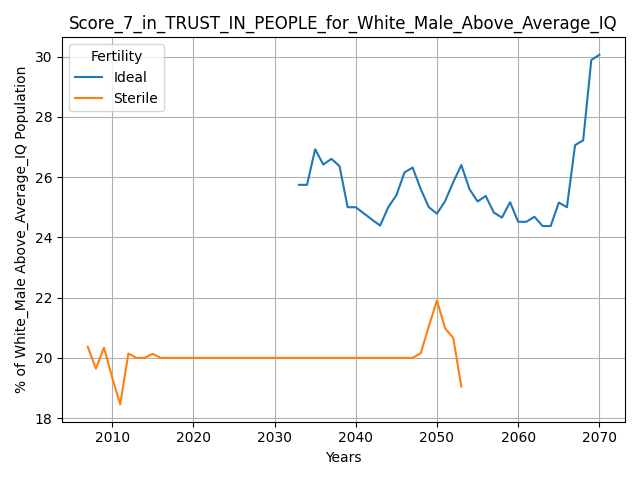 Score_7_in_TRUST_IN_PEOPLE_for_White_Male_Above_Average_IQ
Fertility
Ideal
Sterile
% of White_Male Above_Average_IQ Population
30
28
26
24
22
20
18
2010
2020
2030
2040
2050
2060
2070
Years